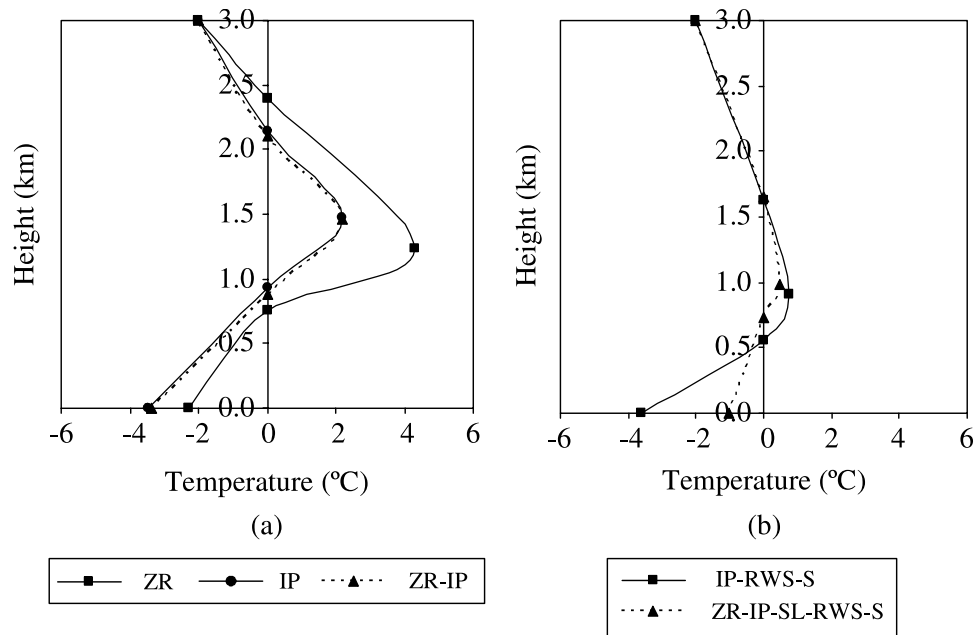 3.0 3.0
2.5 2.5
2.0 2.0
1.5 1.5
1.0 1.0
0.5 0.5
0.0 0.0
Height (km) Height (km)
-6 -4 -2 0 2 4 6 -6 -4 -2 0 2 4 6
Temperature (ºC) Temperature (ºC)
(a) (b)
ZR IP ZR-IP
IP-RWS-S
ZR-IP-SL-RWS-S